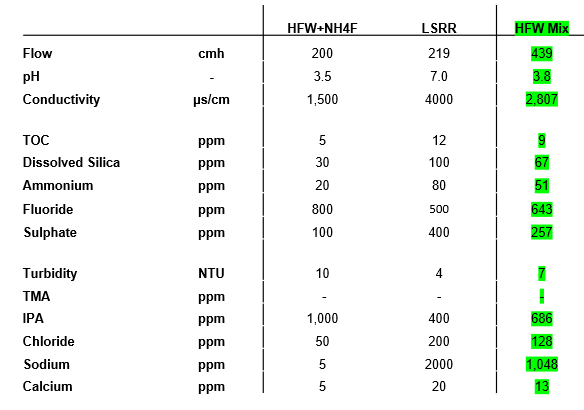 HFW+NH4F LSRR HFW Mix
Flow cmh 200 219 439
pH - 3.5 7.0 3.8
Conductivity µs/cm 1,500 4000 2,807
TOC ppm 5 12 9
Dissolved Silica ppm 30 100 67
Ammonium ppm 20 80 51
Fluoride ppm 800 500 643
Sulphate ppm 100 400 257
Turbidity NTU 10 4 7
TMA ppm - - -
IPA ppm 1,000 400 686
Chloride ppm 50 200 128
Sodium ppm 5 2000 1,048
Calcium ppm 5 20 13